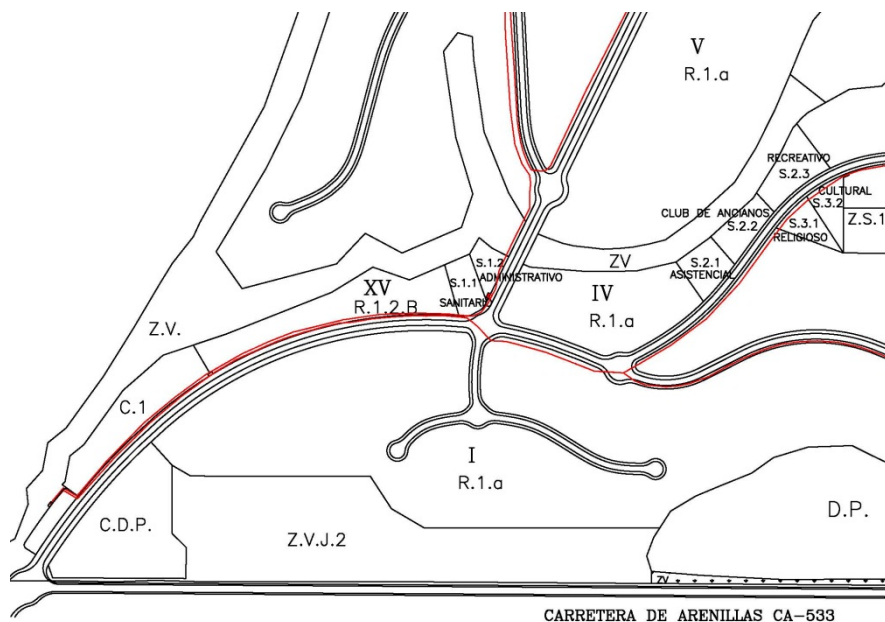 V
R.1.a
RECREATIVO
S.2.3
CULTURAL
S.3.2
CLUB DE ANCIANOS
S.2.2
S.3.1
RELIGIOSO
Z.S.1
ZV
S.2.1
ASISTENCIAL
S.1.2
ADMINISTRATIVO
S.1.1
SANITARIO
XV
R.1.2.B
IV
R.1.a
Z.V.
C.1
I
R.1.a
C.D.P.
Z.V.J.2
D.P.
ZV
CARRETERA DE ARENILLAS CA-533